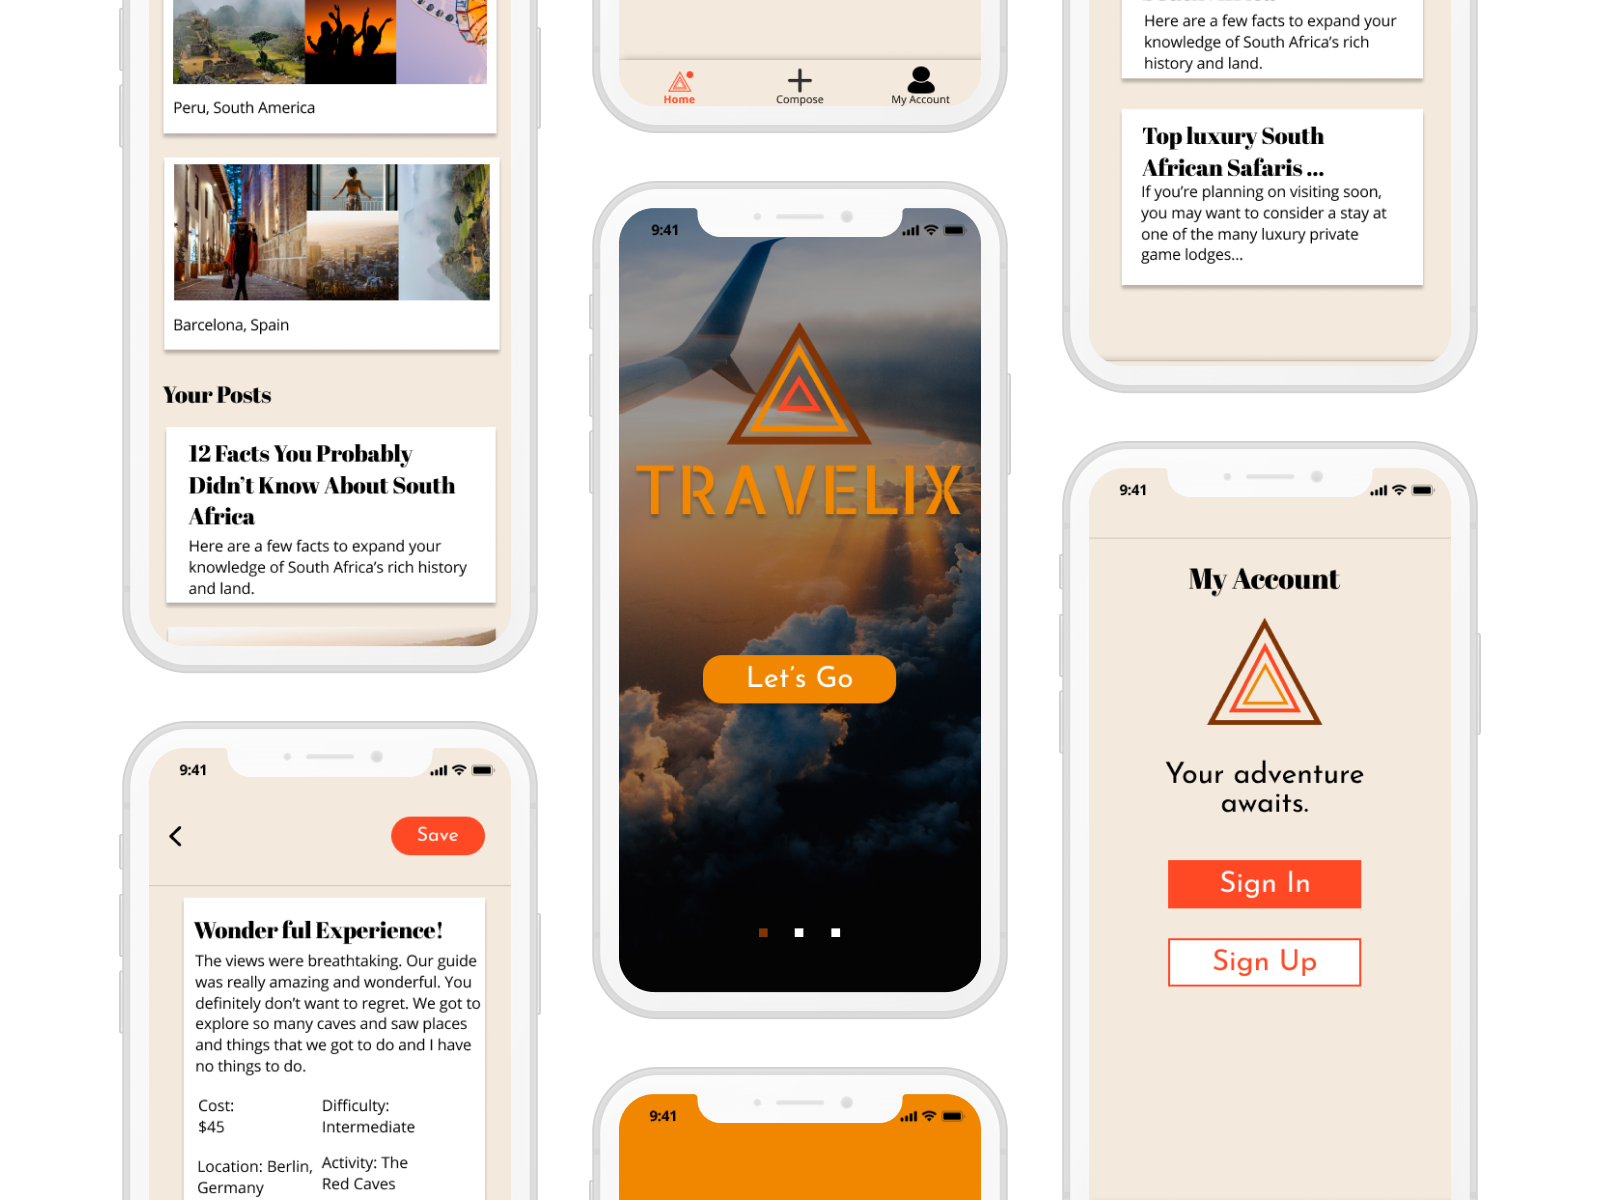 Peru, South America
Barcelona, Spain
Your Posts
12 Facts You Probably
Didn't Know About South
Africa
Here are a few facts to expand your
knowledge of South Africa's rich history
and land.
9:41
Save
Wonder ful Experience!
The views were breathtaking. Our guide
was really amazing and wonderful. You
definitely don't want to regret. We got to
explore so many caves and saw places
and things that we got to do and I have
no things to do.
Cost:
$45
Difficulty:
Intermediate
Location: Berlin,
Germany
Activity: The
Red Caves
Home
Compose
My Account
9:41
TRAVELIX
Let's Go
9:41
Here are a few facts to expand your
knowledge of South Africa's rich
history and land.
Top luxury South
African Safaris ...
If you're planning on visiting soon,
you may want to consider a stay at
one of the many luxury private
game lodges...
9:41
My Account
Your adventure
awaits.
Sign In
Sign Up